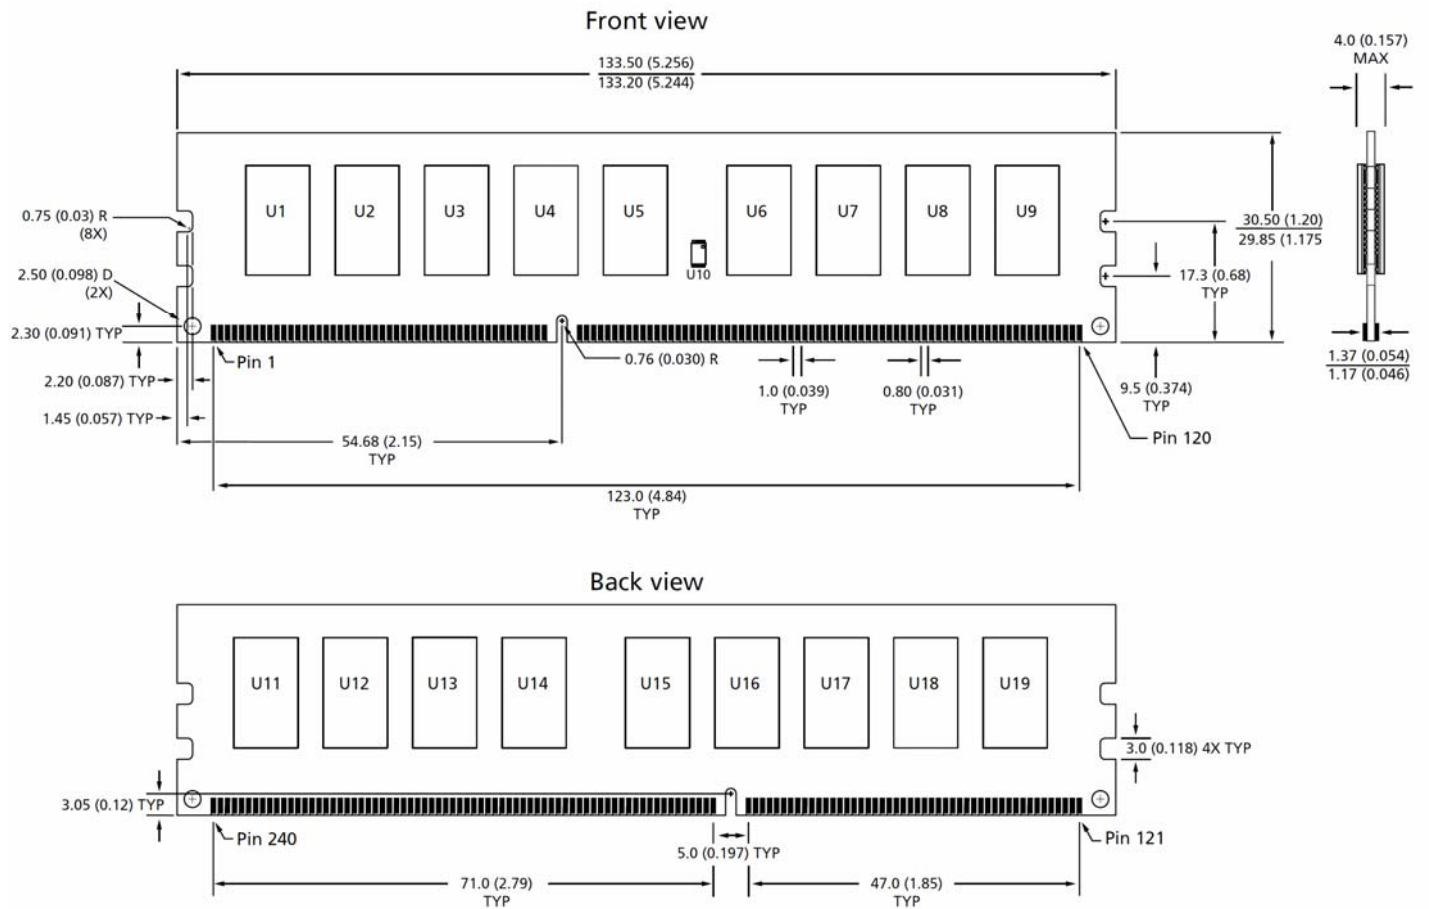 Front view
133.50 (5.256)
133.20 (5.244)
4.0 (0.157)
MAX
U1 U2 U3 U4 U5 U6 U7 U8 U9
U10
0.75 (0.03) R
(8X)
2.50 (0.098) D
(2X)
2.30 (0.091) TYP
30.50 (1.20)
29.85 (1.175
17.3 (0.68)
TYP
Pin 1
0.76 (0.030) R
2.20 (0.087) TYP
1.45 (0.057) TYP
1.0 (0.039)
TYP
0.80 (0.031)
TYP
9.5 (0.374)
TYP
1.37 (0.054)
1.17 (0.046)
Pin 120
54.68 (2.15)
TYP
123.0 (4.84)
TYP
Back view
U11 U12 U13 U14 U15 U16 U17 U18 U19
3.0 (0.118) 4X TYP
3.05 (0.12) TYP
Pin 240
Pin 121
5.0 (0.197) TYP
71.0 (2.79)
TYP
47.0 (1.85)
TYP